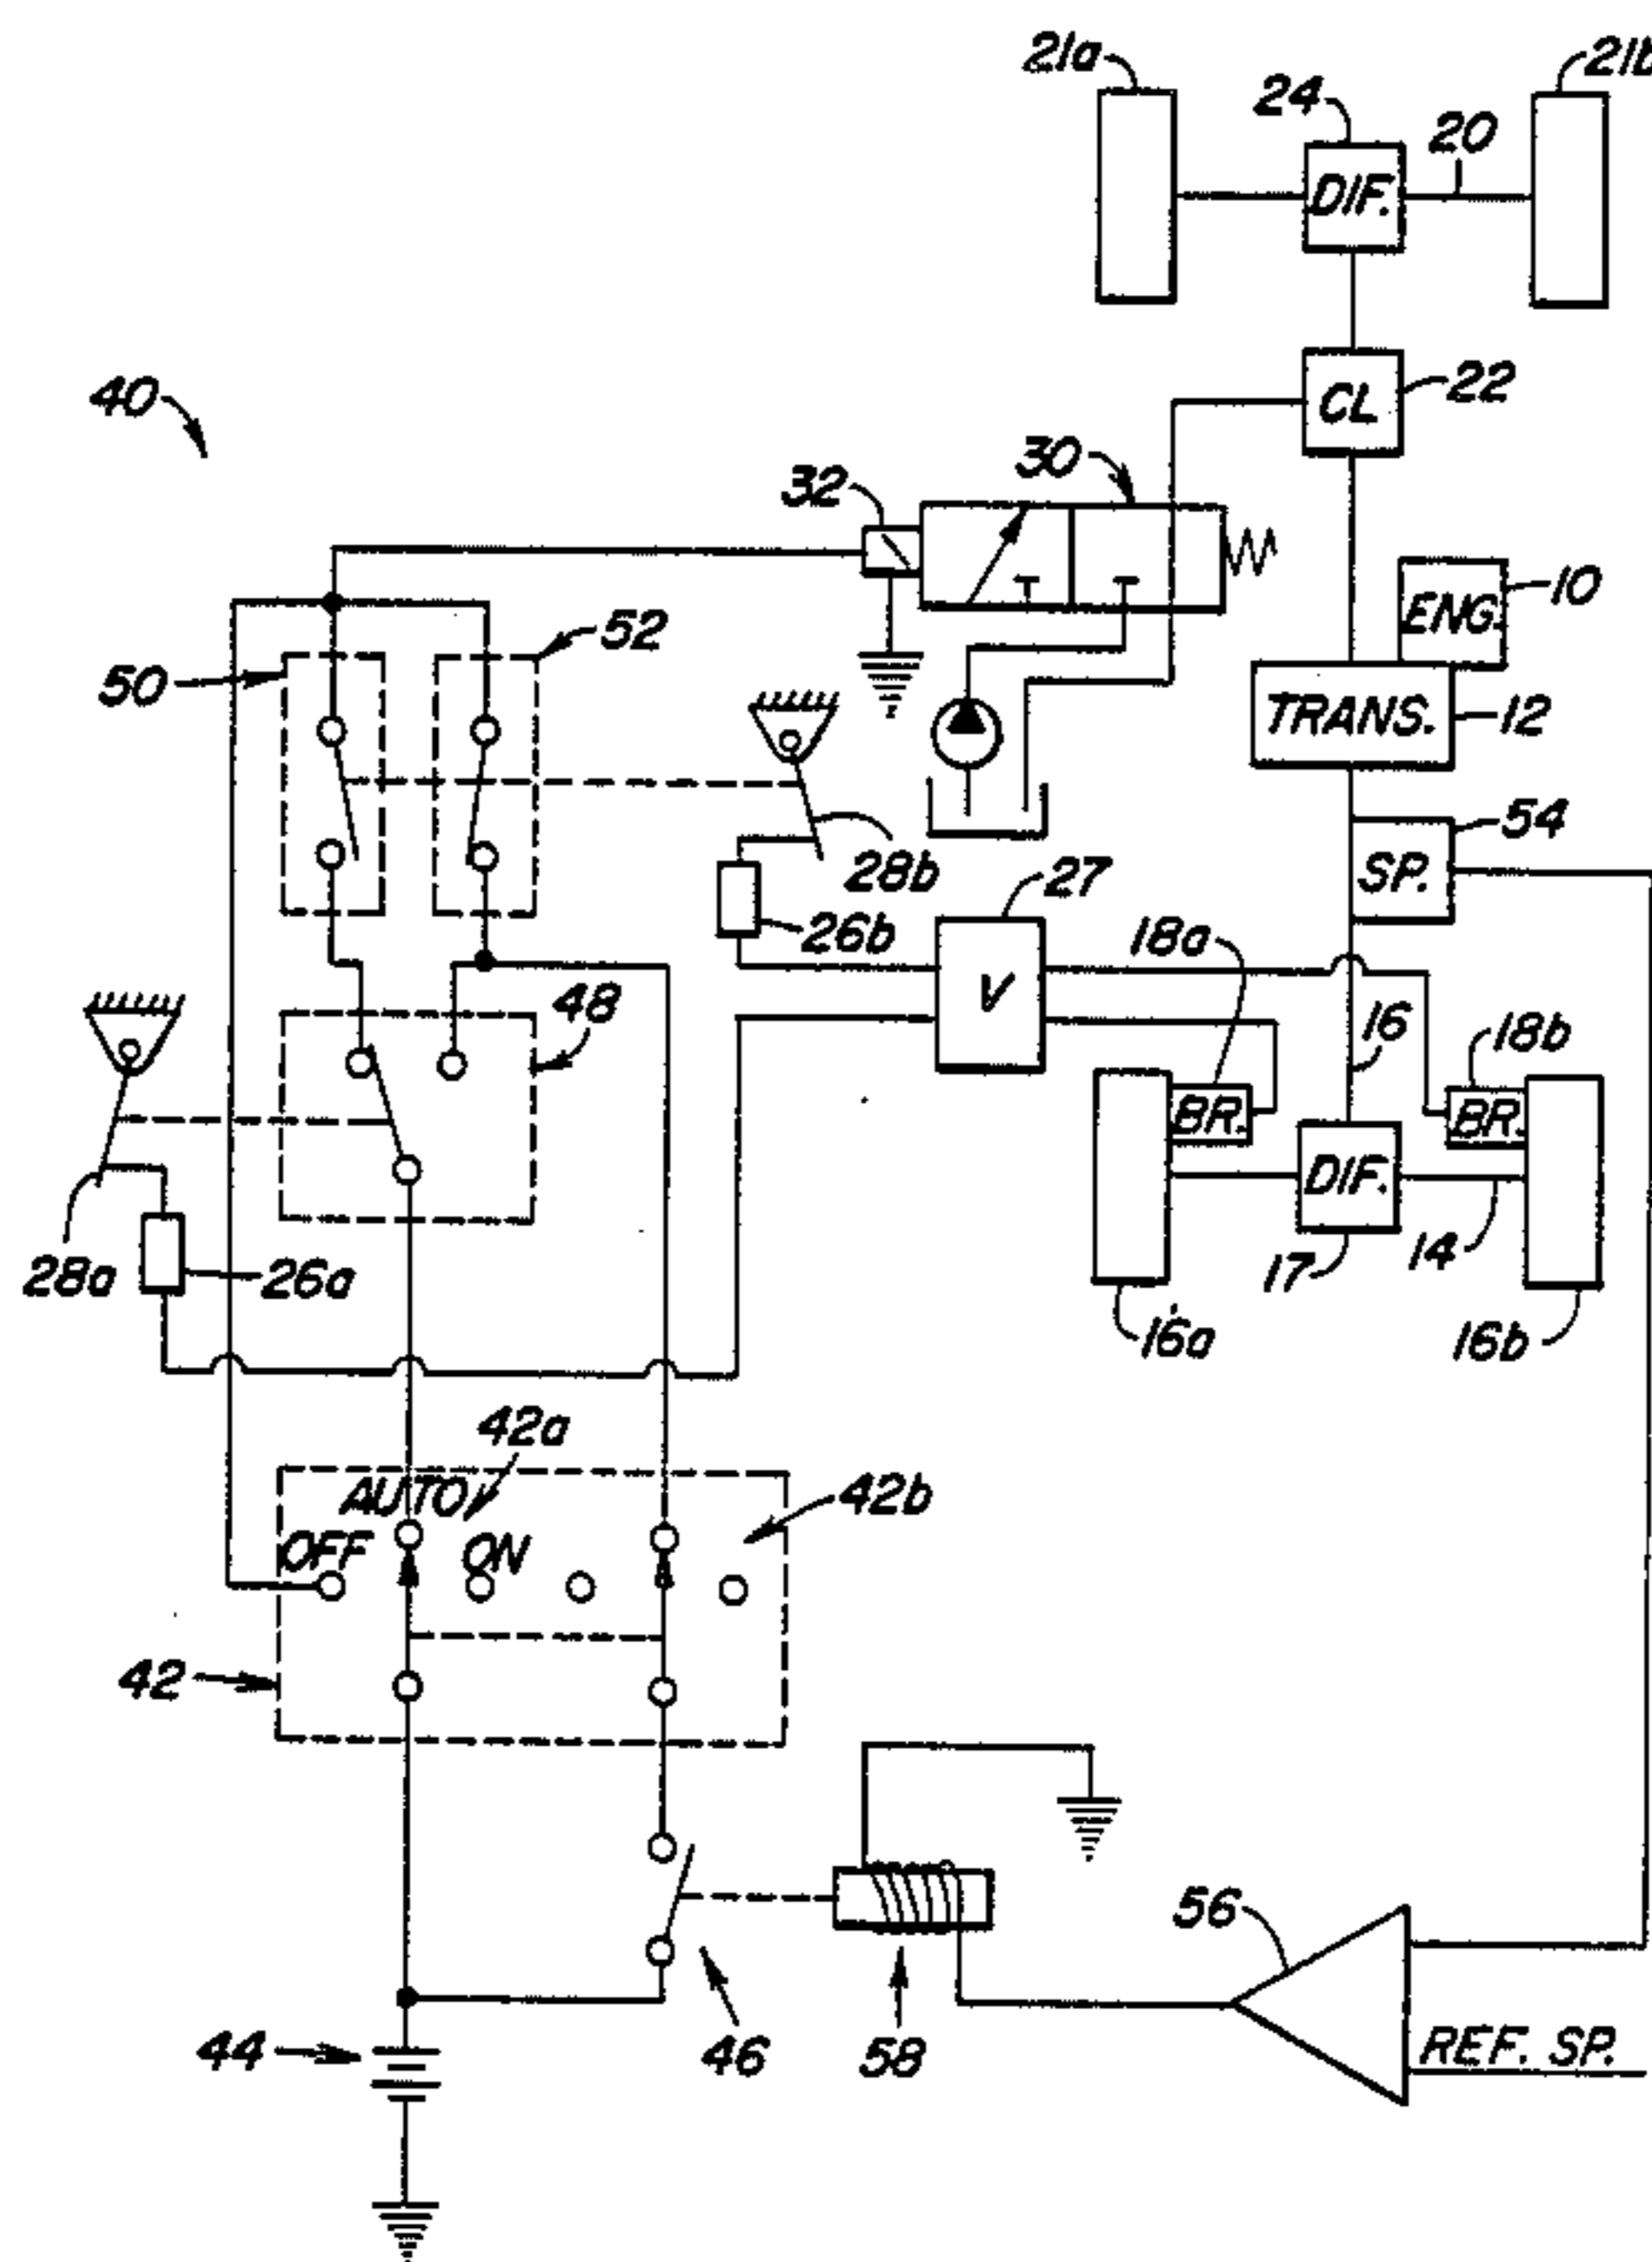 21a
21b
24
20
DIF.
40
CL
22
32
30
ENG.
10
52
50
TRANS.
12
54
SP.
28b
27
26b
18a
V
48
16
18b
BR.
BR.
DIF.
28a
26a
17
14
16a
16b
42a
AUTO
42b
OFF
ON
42
56
44
46
58
REF. SP.